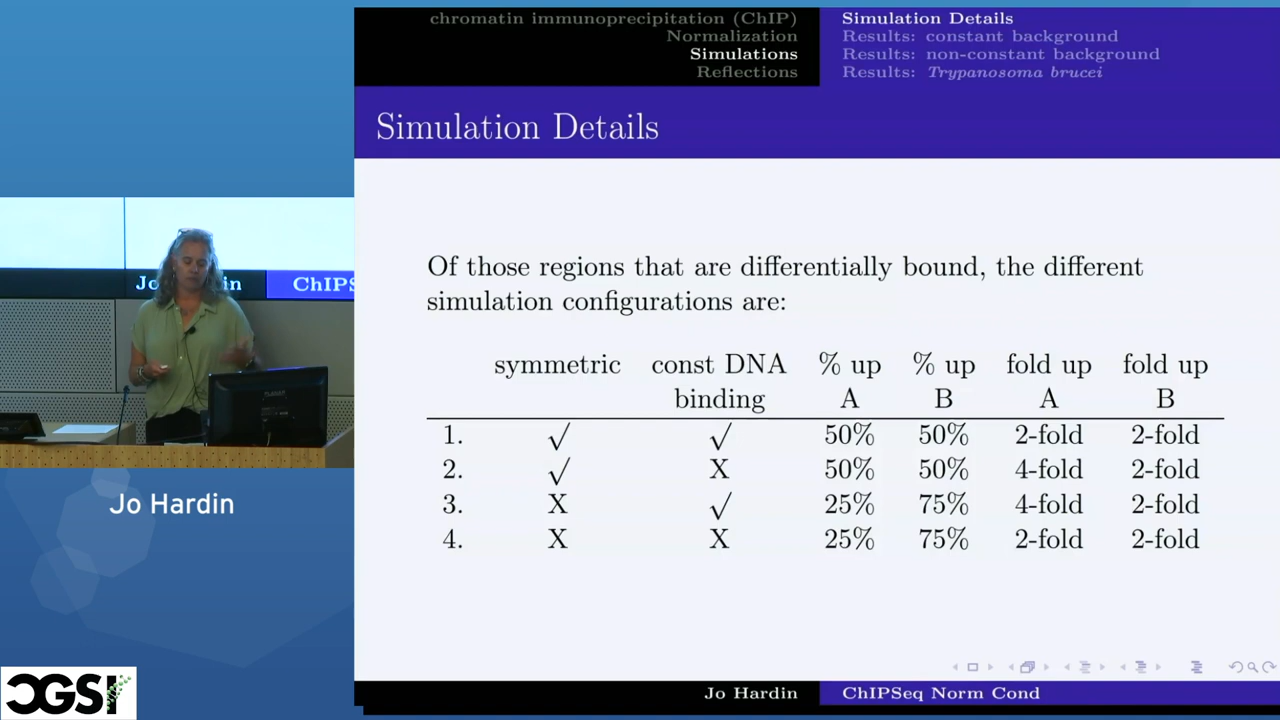 chromatin immunoprecipitation (ChIP)
Normalization
Simulations
Reflections
Simulation Details
Results: constant background
Results: non-constant background
Results: Trypanosoma brucei
Simulation Details
Of those regions that are differentially bound, the different
simulation configurations are:
symmetric const DNA % up % up fold up fold up
binding A B A B
1. √ √ 50% 50% 2-fold 2-fold
2. √ X 50% 50% 4-fold 2-fold
3. X √ 25% 75% 4-fold 2-fold
4. X X 25% 75% 2-fold 2-fold
Jo Hardin ChIPSeq Norm Cond
Jo in ChIPS
Jo Hardin
CGSI